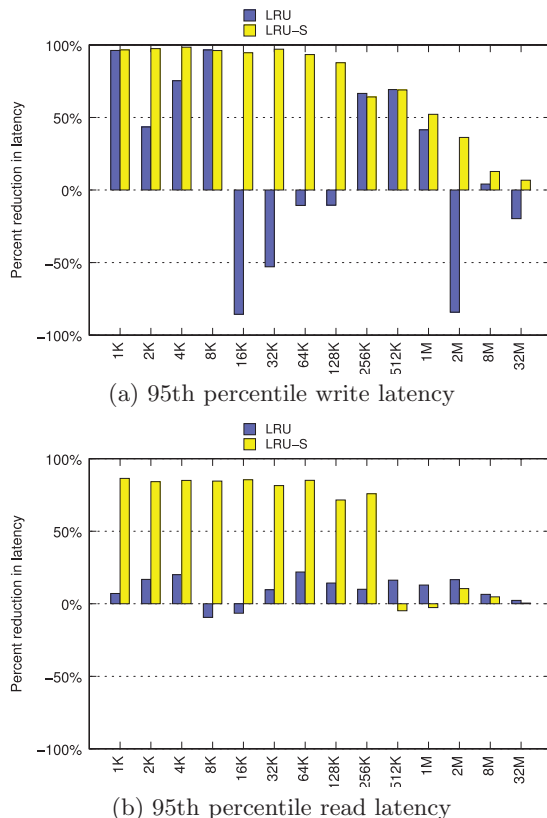 LRU
LRU-S
100%
50%
0%
-50%
-100%
Percent reduction in latency
1K 2K 4K 8K 16K 32K 64K 128K 256K 512K 1M 2M 8M 32M
(a) 95th percentile write latency
LRU
LRU-S
100%
50%
0%
-50%
-100%
Percent reduction in latency
1K 2K 4K 8K 16K 32K 64K 128K 256K 512K 1M 2M 8M 32M
(b) 95th percentile read latency